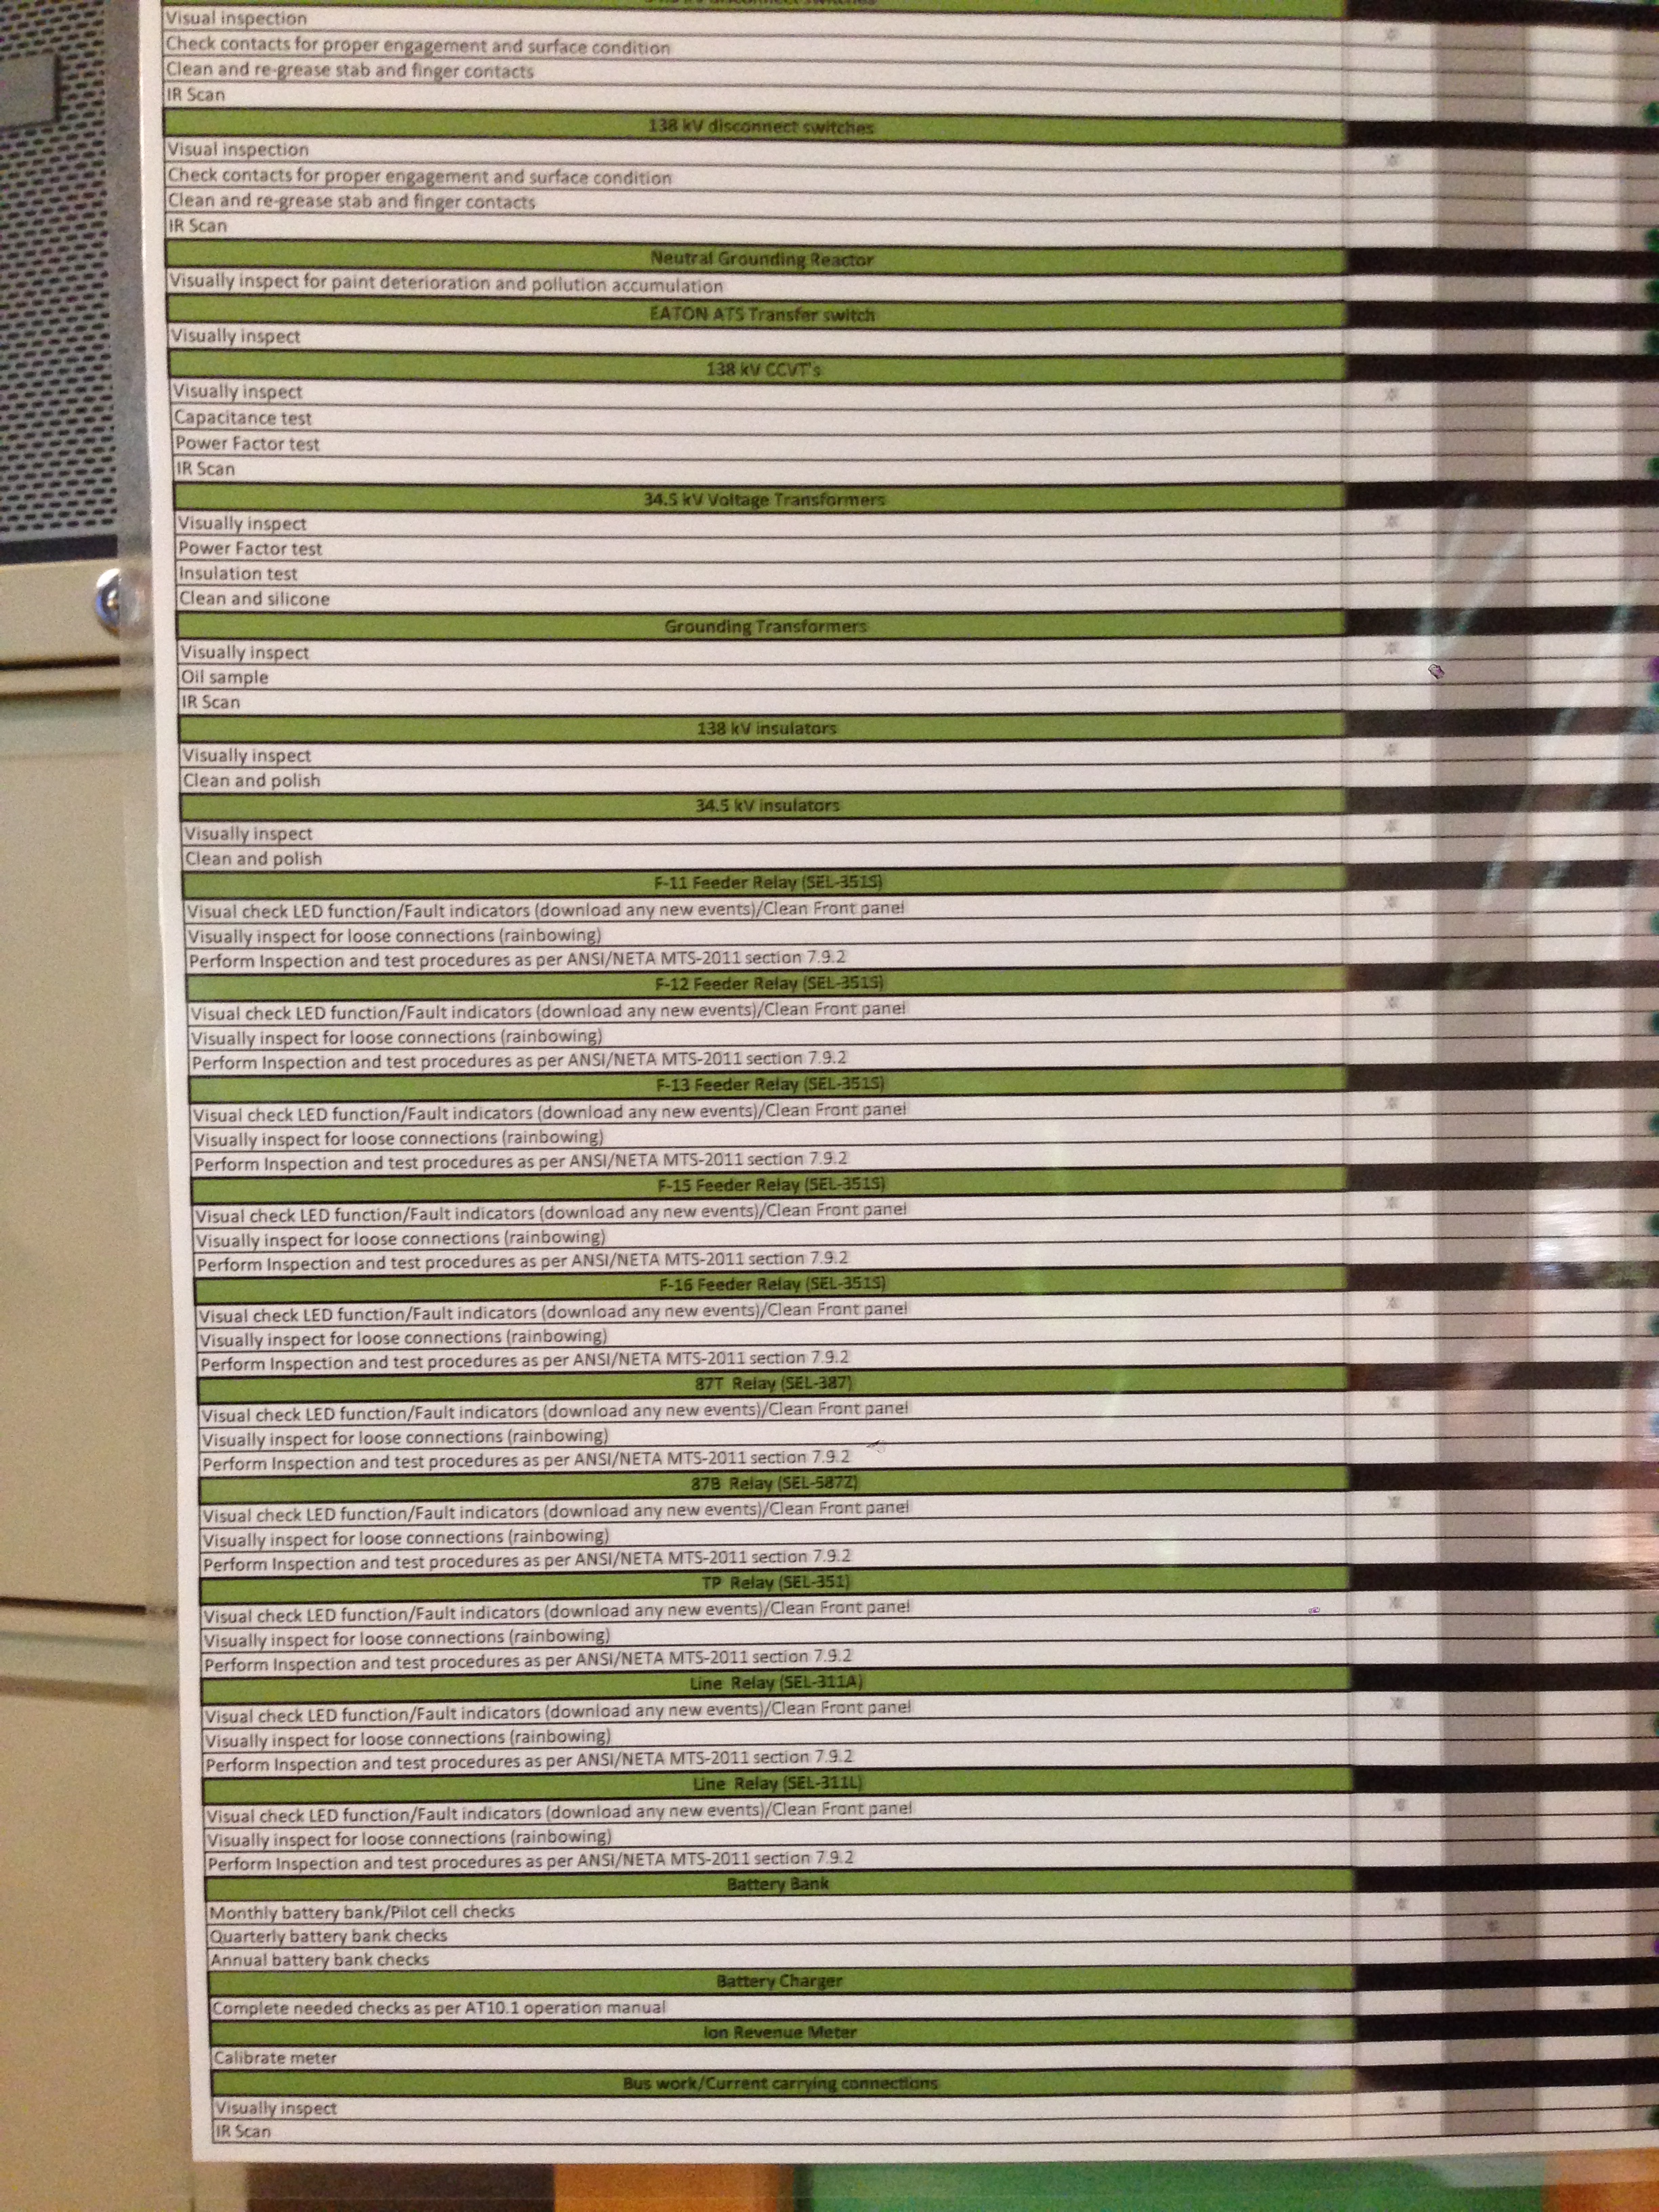 Visual inspection
Check contacts for proper engagement and surface condition
Clean and re-grease stab and finger contacts
IR Scan
138 kV disconnect switches
Visual inspection
Check contacts for proper engagement and surface condition
Clean and re-grease stab and finger contacts
IR Scan
Neutral Grounding Reactor
Visually inspect for paint deterioration and pollution accumulation
EATON ATS Transfer switch
Visually inspect
138 kV CCVT's
Visually inspect
Capacitance test
Power Factor test
IR Scan
34.5 kV Voltage Transformers
Visually inspect
Power Factor test
Insulation test
Clean and silicone
Grounding Transformers
Visually inspect
Oil sample
IR Scan
138 kV insulators
Visually inspect
Clean and polish
34.5 kV insulators
Visually inspect
Clean and polish
F-11 Feeder Relay (SEL-351S)
Visual check LED function/Fault indicators (download any new events)/Clean Front panel
Visually inspect for loose connections (rainbowing)
Perform Inspection and test procedures as per ANSI/NETA MTS-2011 section 7.9.2
F-12 Feeder Relay (SEL-351S)
Visual check LED function/Fault indicators (download any new events)/Clean Front panel
Visually inspect for loose connections (rainbowing)
Perform Inspection and test procedures as per ANSI/NETA MTS-2011 section 7.9.2
F-13 Feeder Relay (SEL-351S)
Visual check LED function/Fault indicators (download any new events)/Clean Front panel
Visually inspect for loose connections (rainbowing)
Perform Inspection and test procedures as per ANSI/NETA MTS-2011 section 7.9.2
F-15 Feeder Relay (SEL-351S)
Visual check LED function/Fault indicators (download any new events)/Clean Front panel
Visually inspect for loose connections (rainbowing)
Perform Inspection and test procedures as per ANSI/NETA MTS-2011 section 7.9.2
F-16 Feeder Relay (SEL-351S)
Visual check LED function/Fault indicators (download any new events)/Clean Front panel
Visually inspect for loose connections (rainbowing)
Perform Inspection and test procedures as per ANSI/NETA MTS-2011 section 7.9.2
87T Relay (SEL-387)
Visual check LED function/Fault indicators (download any new events)/Clean Front panel
Visually inspect for loose connections (rainbowing)
Perform Inspection and test procedures as per ANSI/NETA MTS-2011 section 7.9.2
87B Relay (SEL-587Z)
Visual check LED function/Fault indicators (download any new events)/Clean Front panel
Visually inspect for loose connections (rainbowing)
Perform Inspection and test procedures as per ANSI/NETA MTS-2011 section 7.9.2
TP Relay (SEL-351)
Visual check LED function/Fault indicators (download any new events)/Clean Front panel
Visually inspect for loose connections (rainbowing)
Perform Inspection and test procedures as per ANSI/NETA MTS-2011 section 7.9.2
Line Relay (SEL-311A)
Visual check LED function/Fault indicators (download any new events)/Clean Front panel
Visually inspect for loose connections (rainbowing)
Perform Inspection and test procedures as per ANSI/NETA MTS-2011 section 7.9.2
Line Relay (SEL-311L)
Visual check LED function/Fault indicators (download any new events)/Clean Front panel
Visually inspect for loose connections (rainbowing)
Perform Inspection and test procedures as per ANSI/NETA MTS-2011 section 7.9.2
Battery Bank
Monthly battery bank/Pilot cell checks
Quarterly battery bank checks
Annual battery bank checks
Battery Charger
Complete needed checks as per AT10.1 operation manual
Ion Revenue Meter
Calibrate meter
Bus work/Current carrying connections
Visually inspect
IR Scan